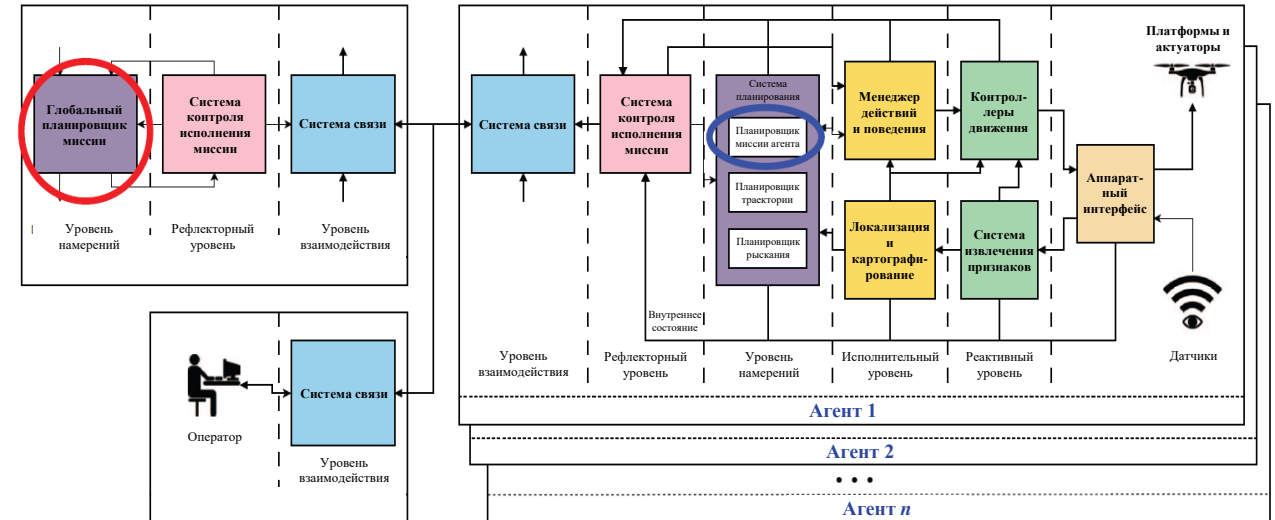 Глобальный
планировщик
миссии
Система
контроля
исполнения
миссии
Система связи
Уровень
намерений
Рефлекторный
уровень
Уровень
взаимодействия
Оператор
Система связи
Уровень
взаимодействия
Система связи
Система
контроля
исполнения
миссии
Система
планирования
Планировщик
миссии агента
Планировщик
траектории
Планировщик
рыскания
Менеджер
действий
и поведения
Локализация
и
картографи-
рование
Контрол-
леры
движения
Система
извлечения
признаков
Аппарат-
ный
интерфейс
Платформы и
актуаторы
Датчики
Внутреннее
состояние
Уровень
взаимодействия
Рефлекторный
уровень
Уровень
намерений
Исполнительный
уровень
Реактивный
уровень
Агент 1
Агент 2
• • •
Агент n